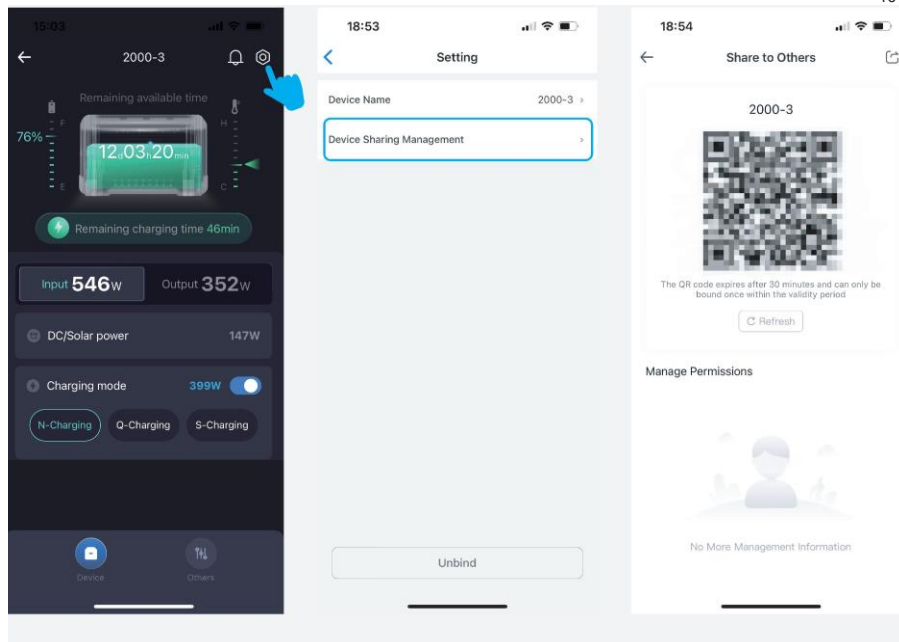 15:03
2000-3
Remaining available time
F
H
76%
12d03h20min
E
C
Remaining charging time 46min
Input 546w
Output 352w
DC/Solar power
147W
Charging mode
399W
N-Charging
Q-Charging
S-Charging
Device
Others
18:53
Setting
Device Name
2000-3
Device Sharing Management
Unbind
18:54
Share to Others
2000-3
The QR code expires after 30 minutes and can only be
bound once within the validity period
Refresh
Manage Permissions
No More Management Information